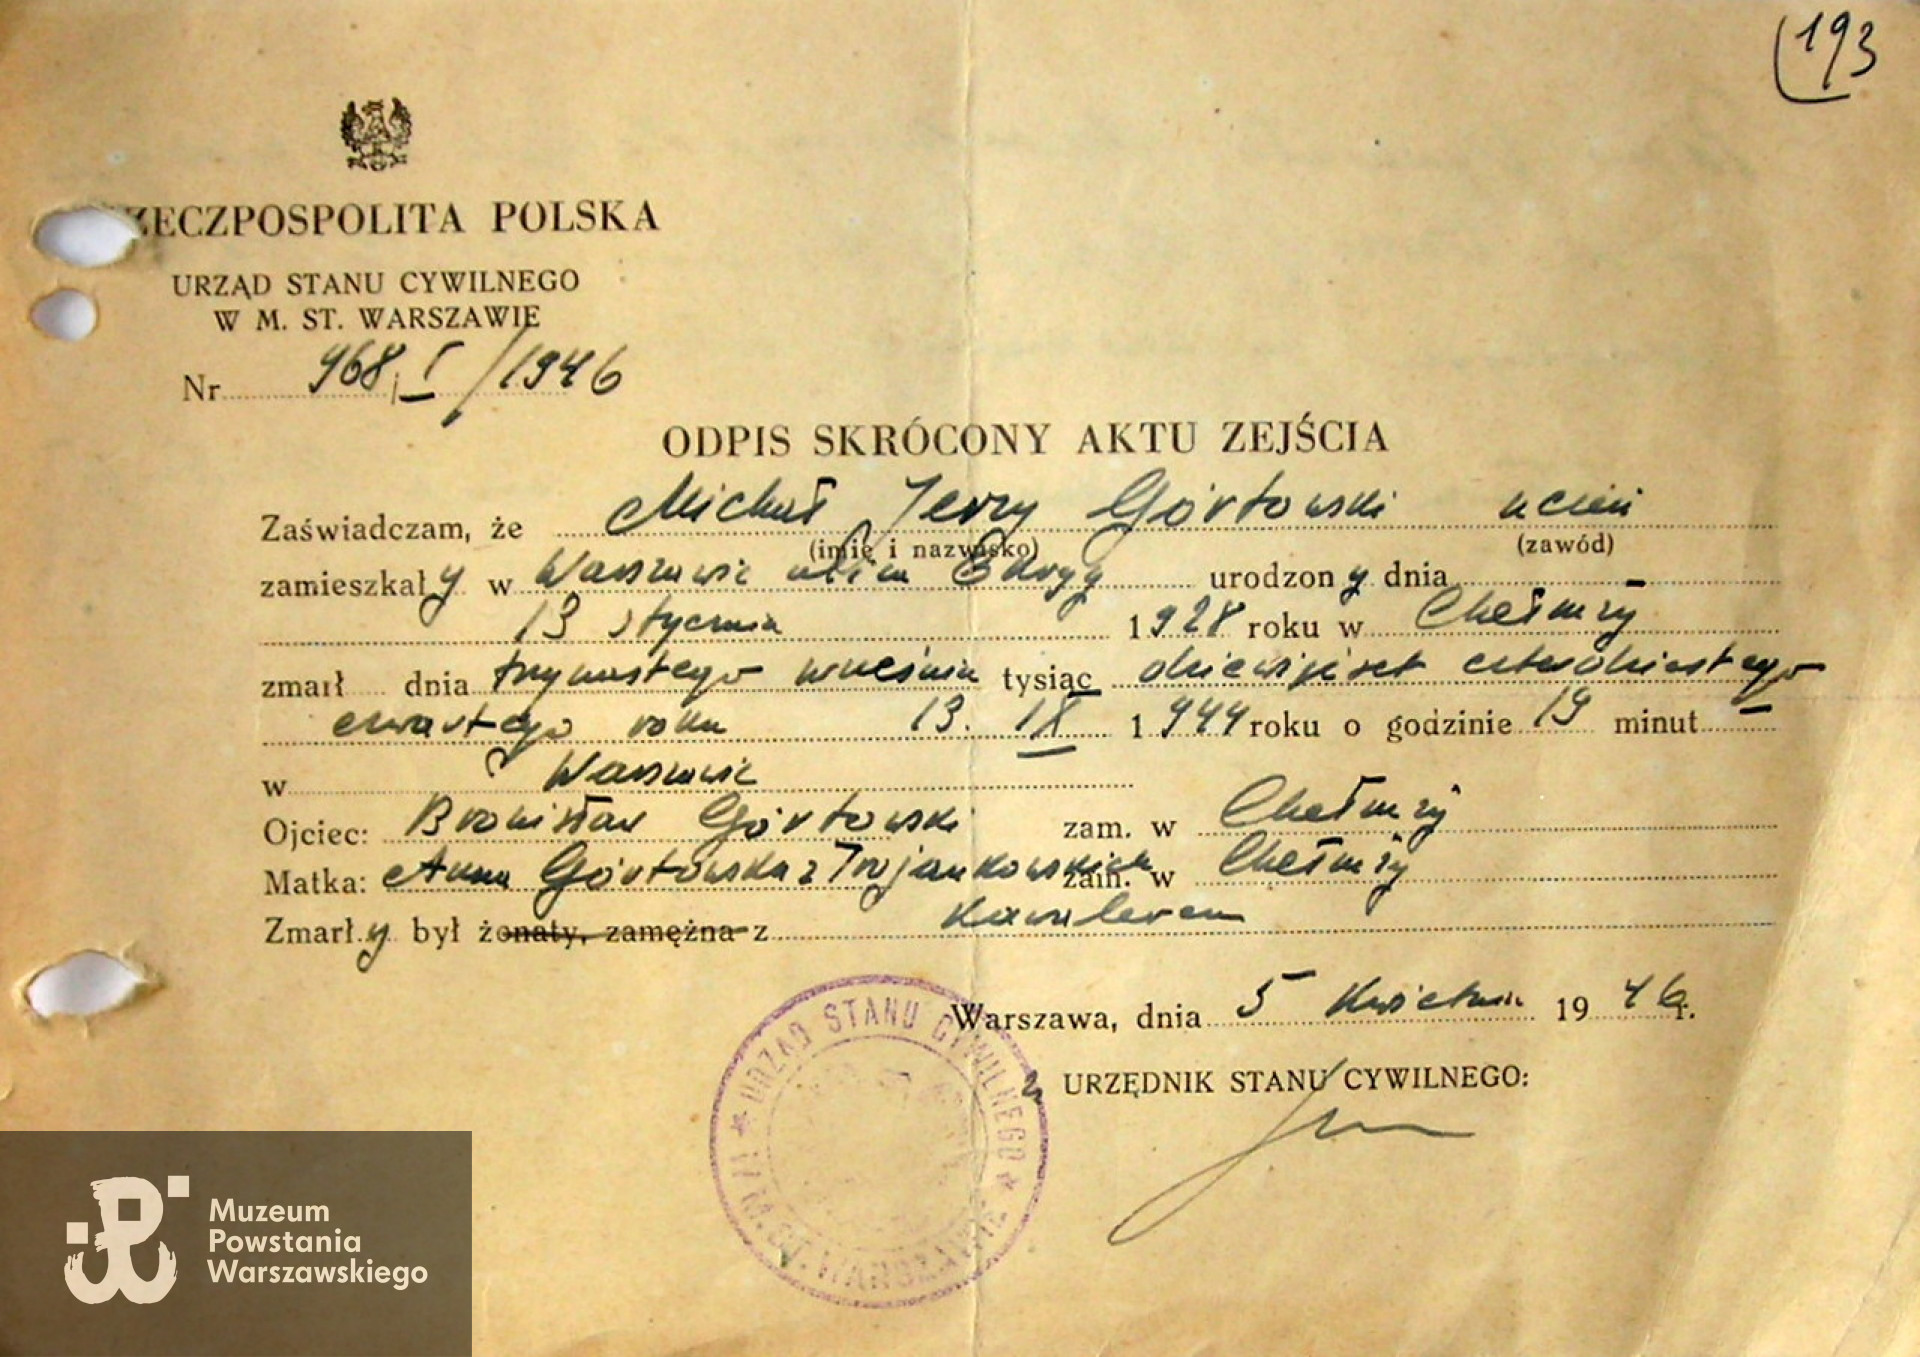 193
RZECZPOSPOLITA POLSKA
URZĄD STANU CYWILNEGO
W M. ST. WARSZAWIE
Nr 968/I/1946
ODPIS SKRÓCONY AKTU ZEJŚCIA
Zaświadczam, że Michał Jerzy Górtowski uczeń
(imię i nazwisko) (zawód)
zamieszkały w Warszawie ulica urodzony dnia
13 stycznia 1928 roku w Chełmży
zmarł dnia trzynastego września tysiąc dziewięćset czterdziestego
czwartego roku 13. IX 1944 roku o godzinie 19 minut —
w Warszawie
Ojciec: Bronisław Górtowski zam. w Chełmży
Matka: Anna Górtowska z Trojankowskich zam. w Chełmży
Zmarły był żonaty, zamężna z kawalerem
Warszawa, dnia 5 kwietnia 1946 r.
z URZĘDNIK STANU CYWILNEGO:
URZĄD STANU CYWILNEGO
W M. ST. WARSZAWIE
Muzeum
Powstania
Warszawskiego